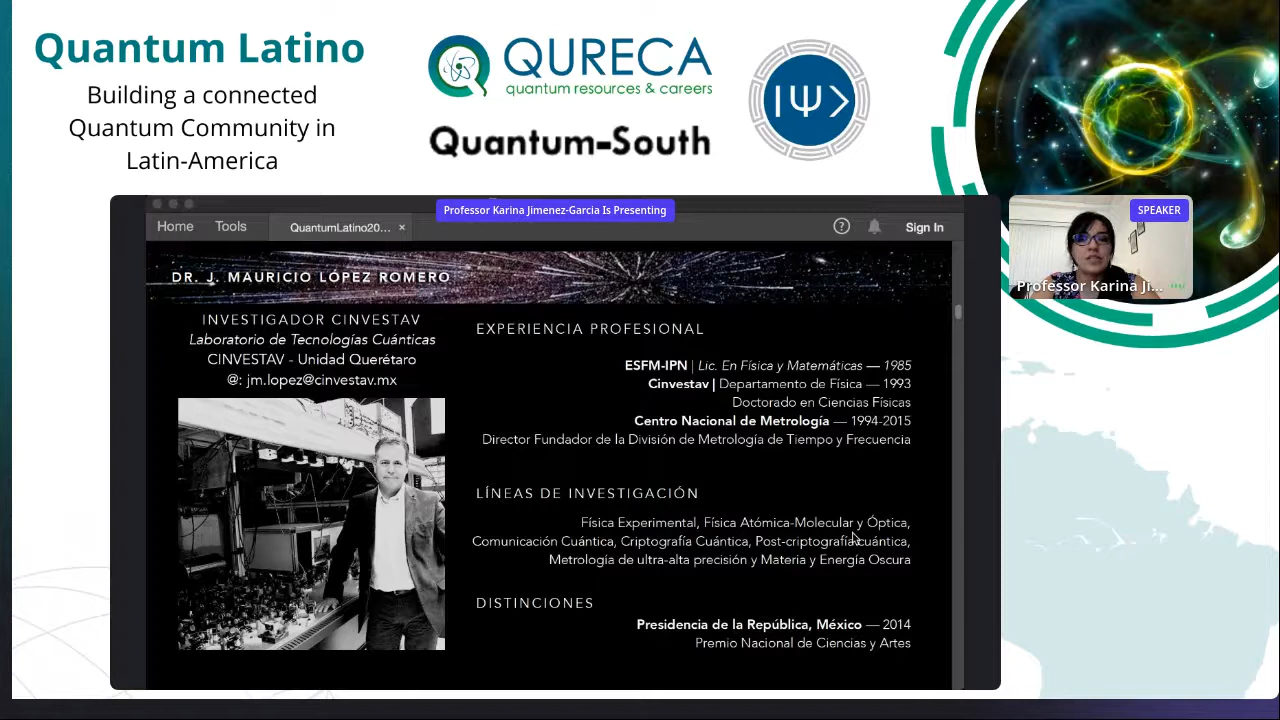 Quantum Latino
Building a connected
Quantum Community in
Latin-America
QURECA
quantum resources & careers
Quantum-South
|Ψ>
Professor Karina Jimenez-Garcia Is Presenting
SPEAKER
Professor Karina Ji...
Home Tools QuantumLatino20... × ? Sign In
DR. J. MAURICIO LÓPEZ ROMERO
INVESTIGADOR CINVESTAV
Laboratorio de Tecnologías Cuánticas
CINVESTAV - Unidad Querétaro
@: jm.lopez@cinvestav.mx
EXPERIENCIA PROFESIONAL
ESFM-IPN | Lic. En Física y Matemáticas — 1985
Cinvestav | Departamento de Física — 1993
Doctorado en Ciencias Físicas
Centro Nacional de Metrología — 1994-2015
Director Fundador de la División de Metrología de Tiempo y Frecuencia
LÍNEAS DE INVESTIGACIÓN
Física Experimental, Física Atómica-Molecular y Óptica,
Comunicación Cuántica, Criptografía Cuántica, Post-criptografía cuántica,
Metrología de ultra-alta precisión y Materia y Energía Oscura
DISTINCIONES
Presidencia de la República, México — 2014
Premio Nacional de Ciencias y Artes